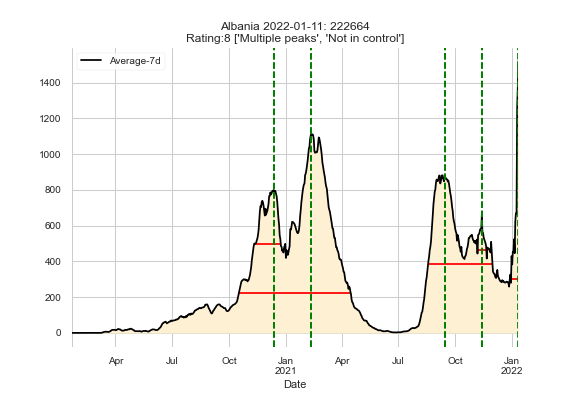 Albania 2022-01-11: 222664
Rating:8 ['Multiple peaks', 'Not in control']
Average-7d
1400
1200
1000
800
600
400
200
0
Apr Jul Oct Jan Apr Jul Oct Jan
2021 2022
Date